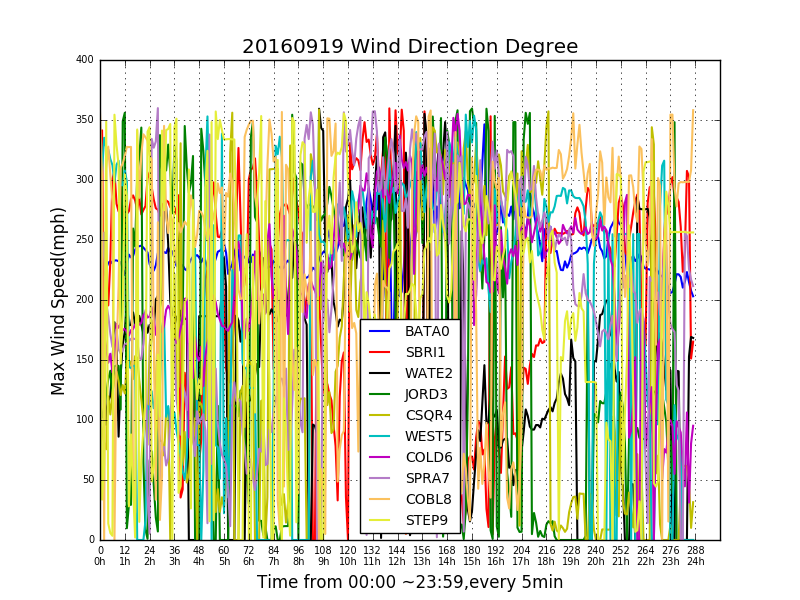 20160919 Wind Direction Degree
Max Wind Speed(mph)
400
350
300
250
200
150
100
50
0
BATA0
SBRI1
WATE2
JORD3
CSQR4
WEST5
COLD6
SPRA7
COBL8
STEP9
0 12 24 36 48 60 72 84 96 108 120 132 144 156 168 180 192 204 216 228 240 252 264 276 288
0h 1h 2h 3h 4h 5h 6h 7h 8h 9h 10h 11h 12h 13h 14h 15h 16h 17h 18h 19h 20h 21h 22h 23h 24h
Time from 00:00 ~23:59,every 5min